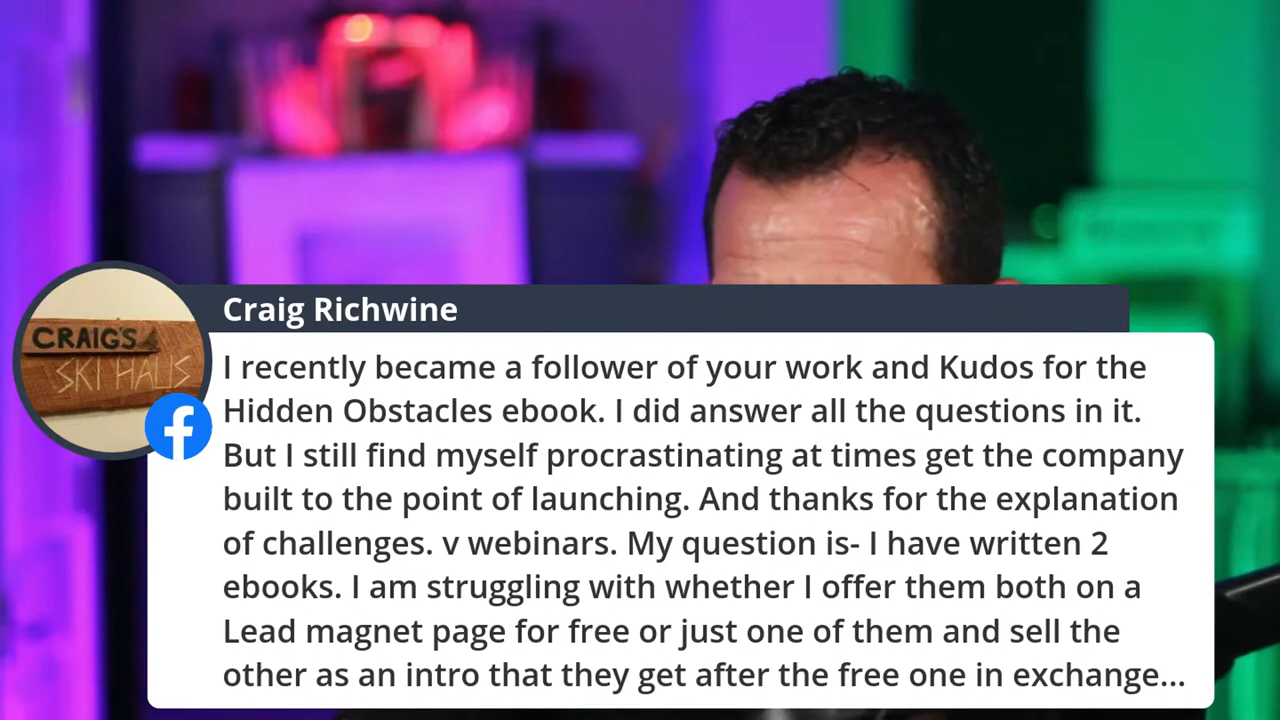 Craig Richwine
CRAIG'S
SKI HAUS
I recently became a follower of your work and Kudos for the
Hidden Obstacles ebook. I did answer all the questions in it.
But I still find myself procrastinating at times get the company
built to the point of launching. And thanks for the explanation
of challenges. v webinars. My question is- I have written 2
ebooks. I am struggling with whether I offer them both on a
Lead magnet page for free or just one of them and sell the
other as an intro that they get after the free one in exchange...